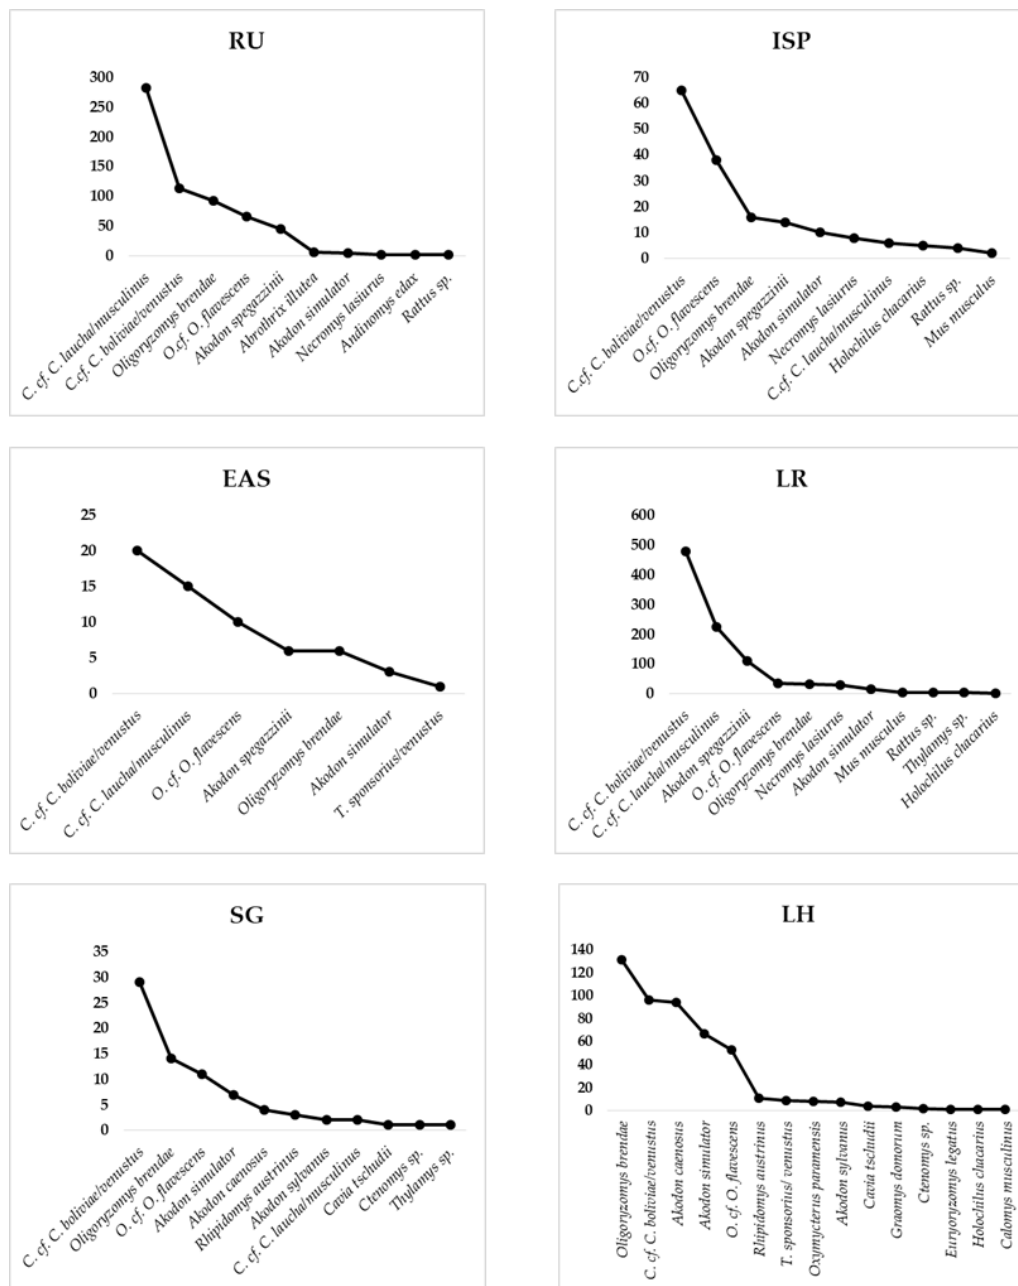 RU
300
250
200
150
100
50
0
C. cf. C. laucha/musculinus
C.cf. C. boliviae/venustus
Oligoryzomys brendae
O.cf. O. flavescens
Akodon spegazzinii
Abrothrix illutea
Akodon simulator
Necromys lasiurus
Andinomys edax
Rattus sp.
ISP
70
60
50
40
30
20
10
0
C.cf. C. boliviae/venustus
O.cf. O. flavescens
Oligoryzomys brendae
Akodon spegazzinii
Akodon simulator
Necromys lasiurus
C.cf. C. laucha/musculinus
Holochilus chacarius
Rattus sp.
Mus musculus
EAS
25
20
15
10
5
0
C. cf. C. boliviae/venustus
C. cf. C. laucha/musculinus
O. cf. O. flavescens
Akodon spegazzinii
Oligoryzomys brendae
Akodon simulator
T. sponsorius/venustus
LR
600
500
400
300
200
100
0
C. cf. C. boliviae/venustus
C. cf. C. laucha/musculinus
Akodon spegazzinii
O. cf. O. flavescens
Oligoryzomys brendae
Necromys lasiurus
Akodon simulator
Mus musculus
Rattus sp.
Thylamys sp.
Holochilus chacarius
SG
35
30
25
20
15
10
5
0
C. cf. C. boliviae/venustus
Oligoryzomys brendae
O. cf. O. flavescens
Akodon simulator
Akodon caenosus
Rhipidomys austrinus
Akodon sylvanus
C. cf. C. laucha/musculinus
Cavia tschudii
Ctenomys sp.
Thylamys sp.
LH
140
120
100
80
60
40
20
0
Oligoryzomys brendae
C. cf. C. boliviae/venustus
Akodon caenosus
Akodon simulator
O. cf. O. flavescens
Rhipidomys austrinus
T. sponsorius/ venustus
Oxymycterus paramensis
Akodon sylvanus
Cavia tschudii
Graomys domorum
Ctenomys sp.
Euryoryzomys legatus
Holochilus chacarius
Calomys musculinus